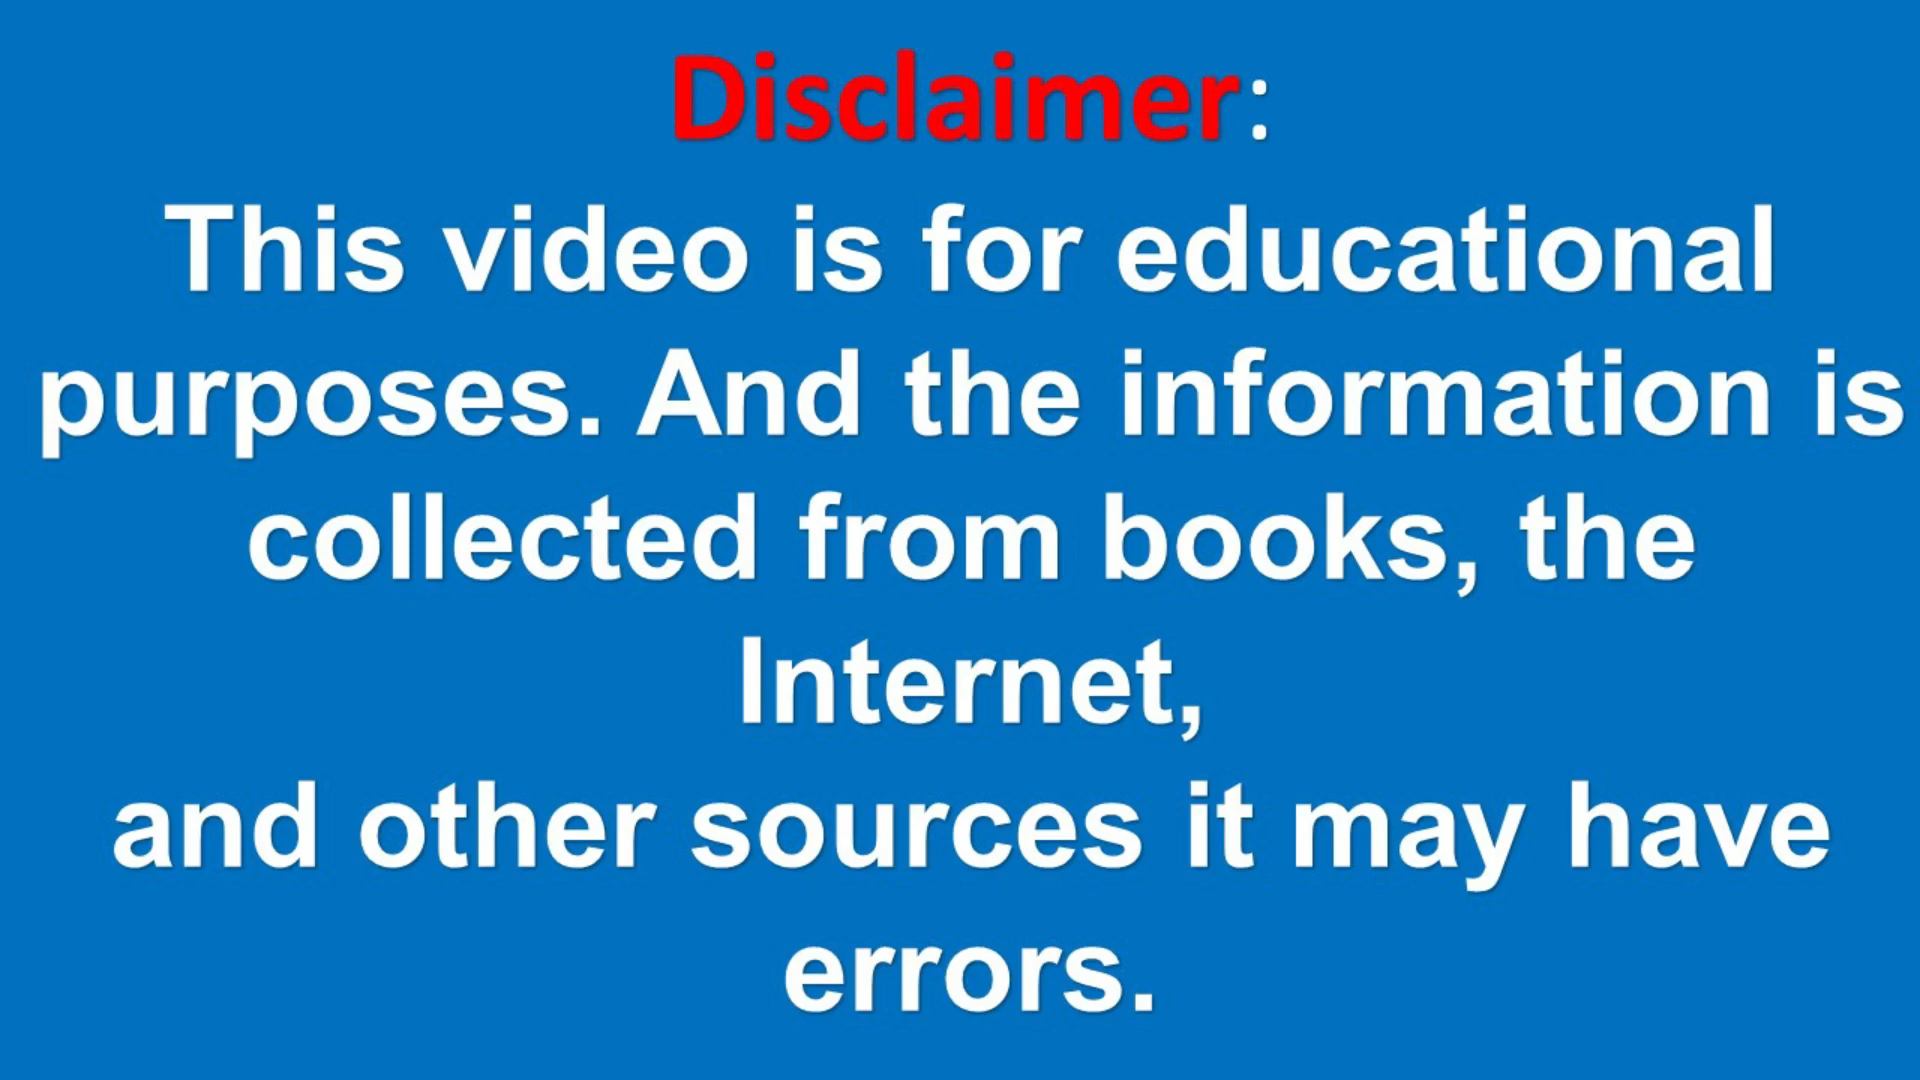 Disclaimer:
This video is for educational
purposes. And the information is
collected from books, the
Internet,
and other sources it may have
errors.